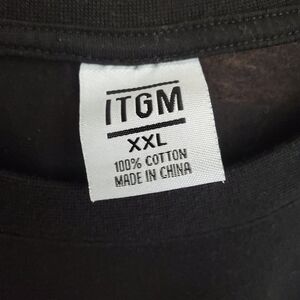 ITGM
XXL
100% COTTON
MADE IN CHINA